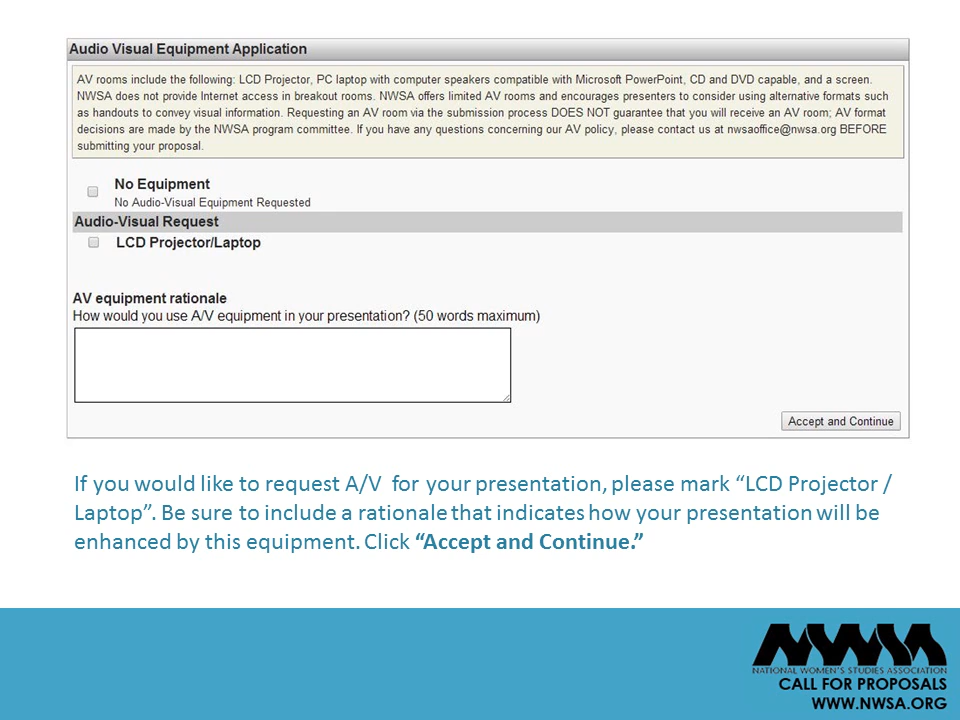 Audio Visual Equipment Application
AV rooms include the following: LCD Projector, PC laptop with computer speakers compatible with Microsoft PowerPoint, CD and DVD capable, and a screen.
NWSA does not provide Internet access in breakout rooms. NWSA offers limited AV rooms and encourages presenters to consider using alternative formats such
as handouts to convey visual information. Requesting an AV room via the submission process DOES NOT guarantee that you will receive an AV room; AV format
decisions are made by the NWSA program committee. If you have any questions concerning our AV policy, please contact us at nwsaoffice@nwsa.org BEFORE
submitting your proposal.
No Equipment
No Audio-Visual Equipment Requested
Audio-Visual Request
LCD Projector/Laptop
AV equipment rationale
How would you use A/V equipment in your presentation? (50 words maximum)
Accept and Continue
If you would like to request A/V  for your presentation, please mark “LCD Projector /
Laptop”. Be sure to include a rationale that indicates how your presentation will be
enhanced by this equipment. Click “Accept and Continue.”
NWSA
NATIONAL WOMEN'S STUDIES ASSOCIATION
CALL FOR PROPOSALS
WWW.NWSA.ORG